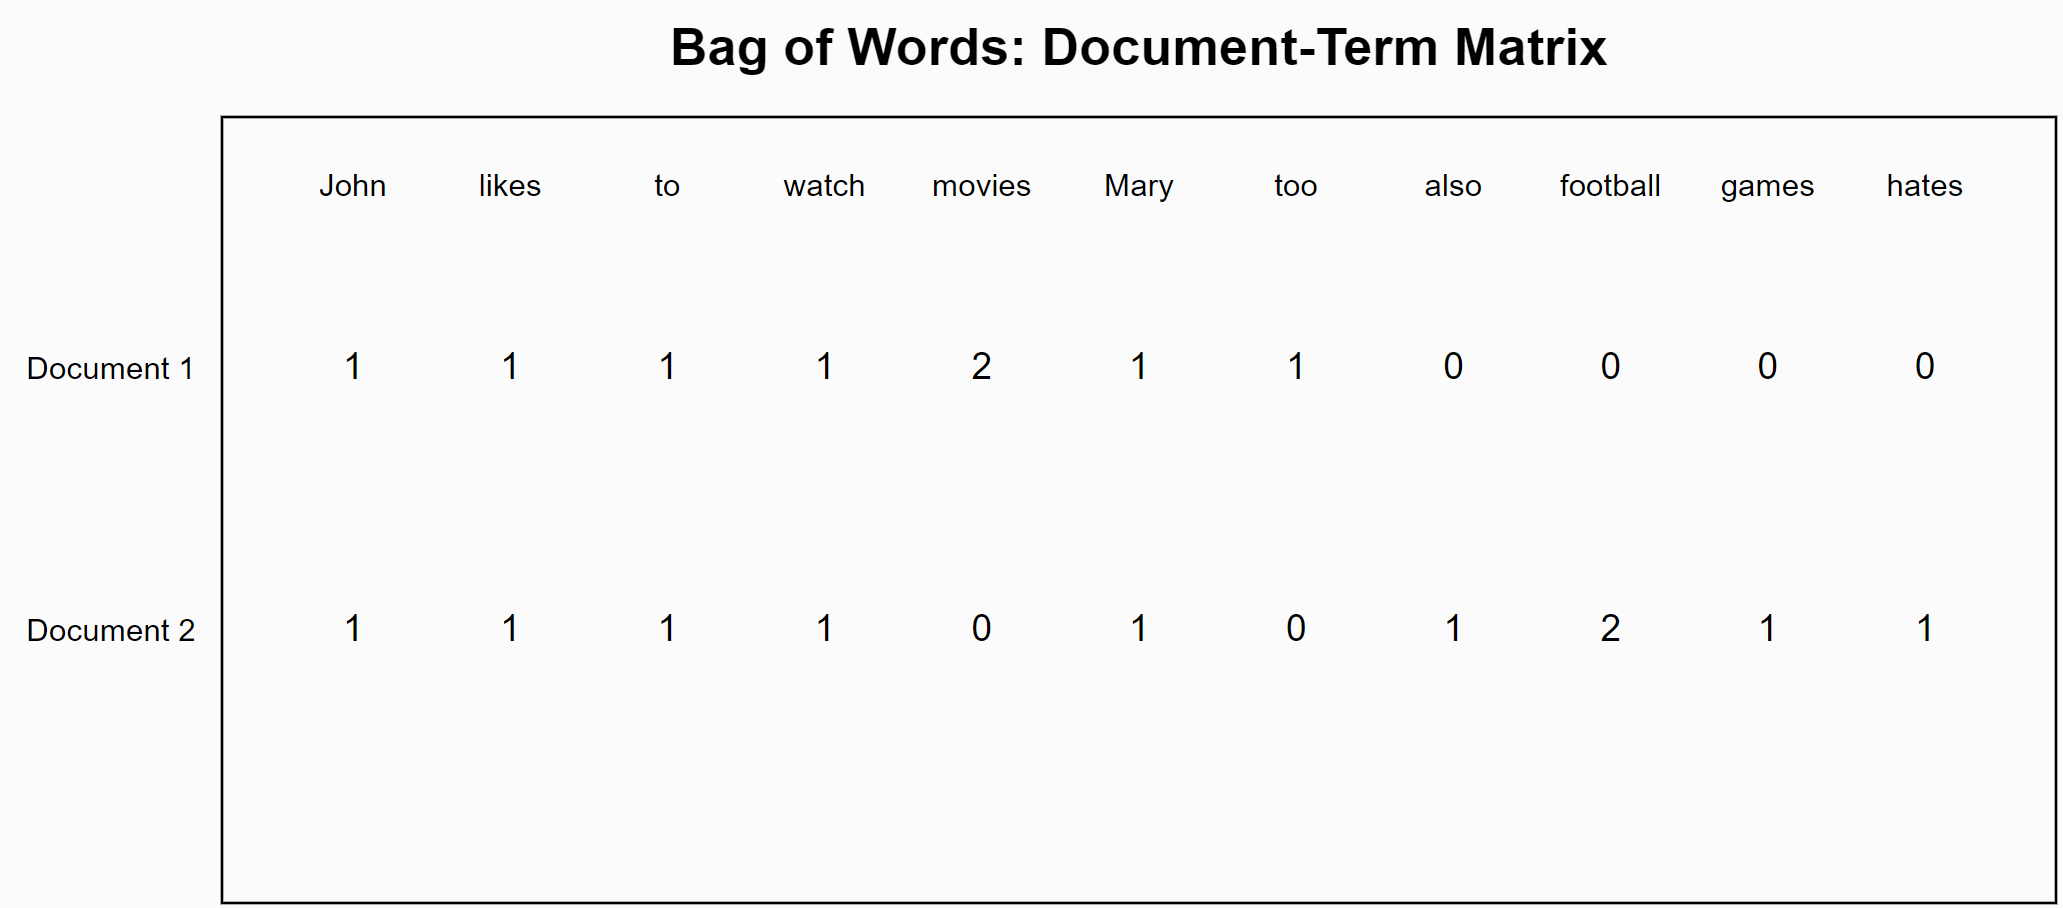 Bag of Words: Document-Term Matrix
John likes to watch movies Mary too also football games hates
Document 1 1 1 1 1 2 1 1 0 0 0 0
Document 2 1 1 1 1 0 1 0 1 2 1 1